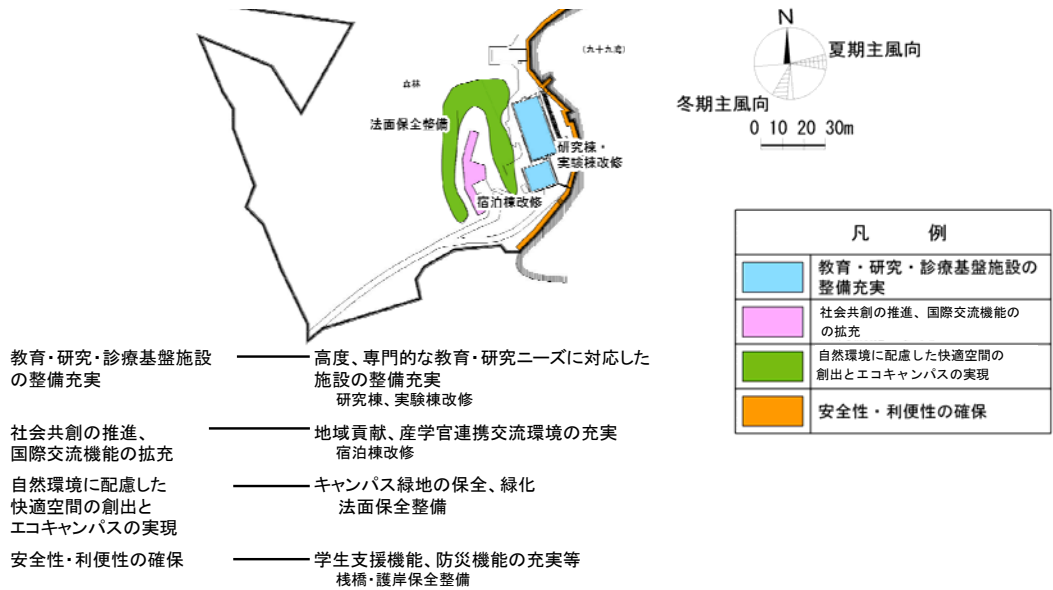 N
(九十九湾)
夏期主風向
森林
冬期主風向
法面保全整備
0 10 20 30m
研究棟・
実験棟改修
宿泊棟改修
凡 例
教育・研究・診療基盤施設の
整備充実
社会共創の推進、国際交流機能の
の拡充
自然環境に配慮した快適空間の
創出とエコキャンパスの実現
安全性・利便性の確保
教育・研究・診療基盤施設
の整備充実
高度、専門的な教育・研究ニーズに対応した
施設の整備充実
研究棟、実験棟改修
社会共創の推進、
国際交流機能の拡充
地域貢献、産学官連携交流環境の充実
宿泊棟改修
自然環境に配慮した
快適空間の創出と
エコキャンパスの実現
キャンパス緑地の保全、緑化
法面保全整備
安全性・利便性の確保
学生支援機能、防災機能の充実等
桟橋・護岸保全整備